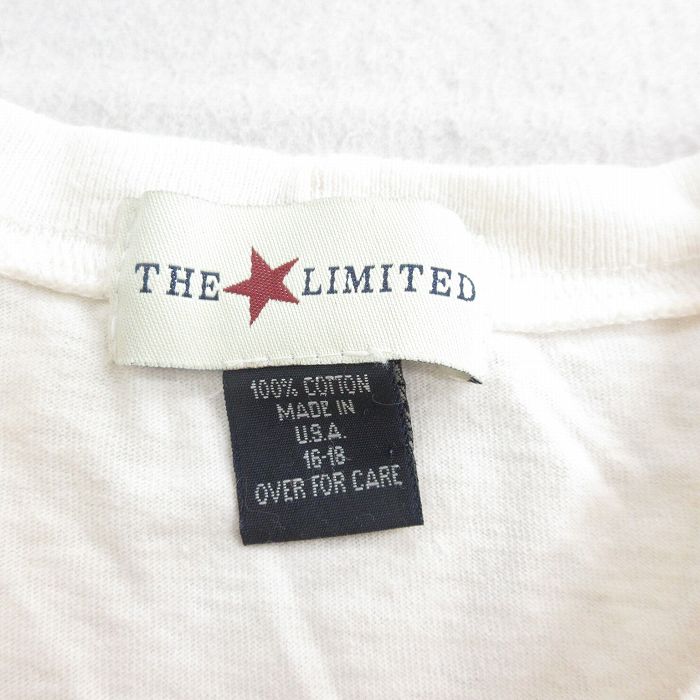 THE LIMITED
100% COTTON
MADE IN
U.S.A.
16-18
OVER FOR CARE